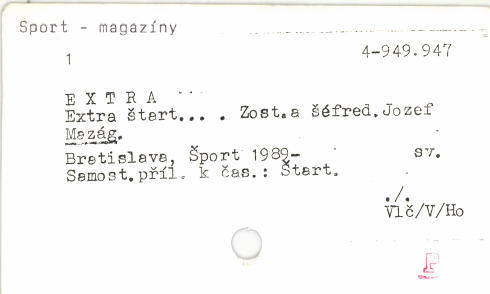 Sport - magazíny
1
4-949.947
E X T R A
Extra štart... . Zost.a šéfred.Jozef
Mazág.
Bratislava, Šport 1989- sv.
Samost.příl. k čas.: Štart.
./.
Vlč/V/Ho
P